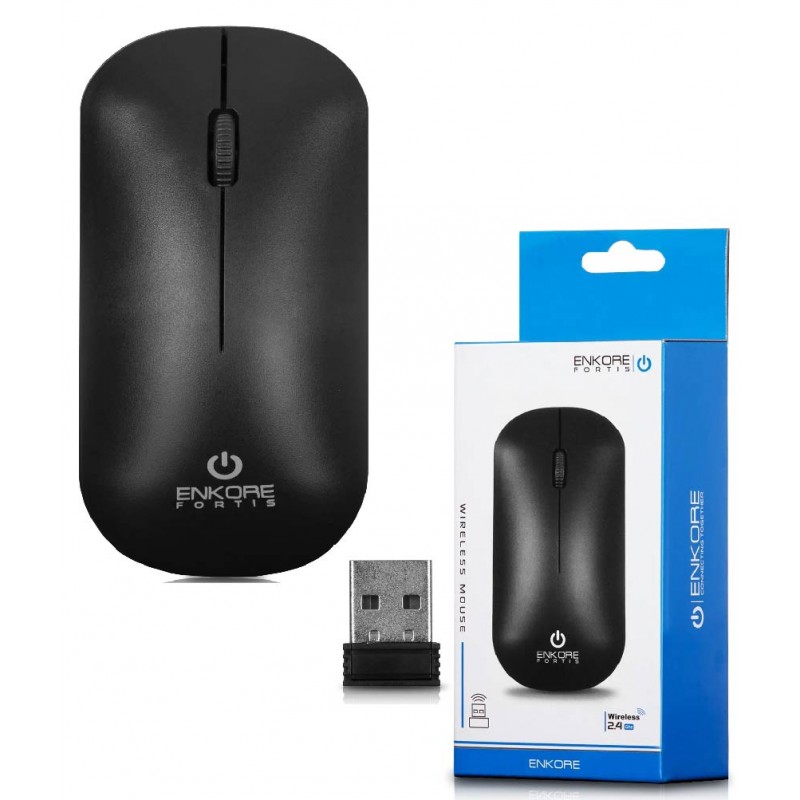 ENKORE
FORTIS
ENKORE
FORTIS
WIRELESS MOUSE
ENKORE
FORTIS
Wireless
2.4
ENKORE
ENKORE
CONNECTING TOGETHER